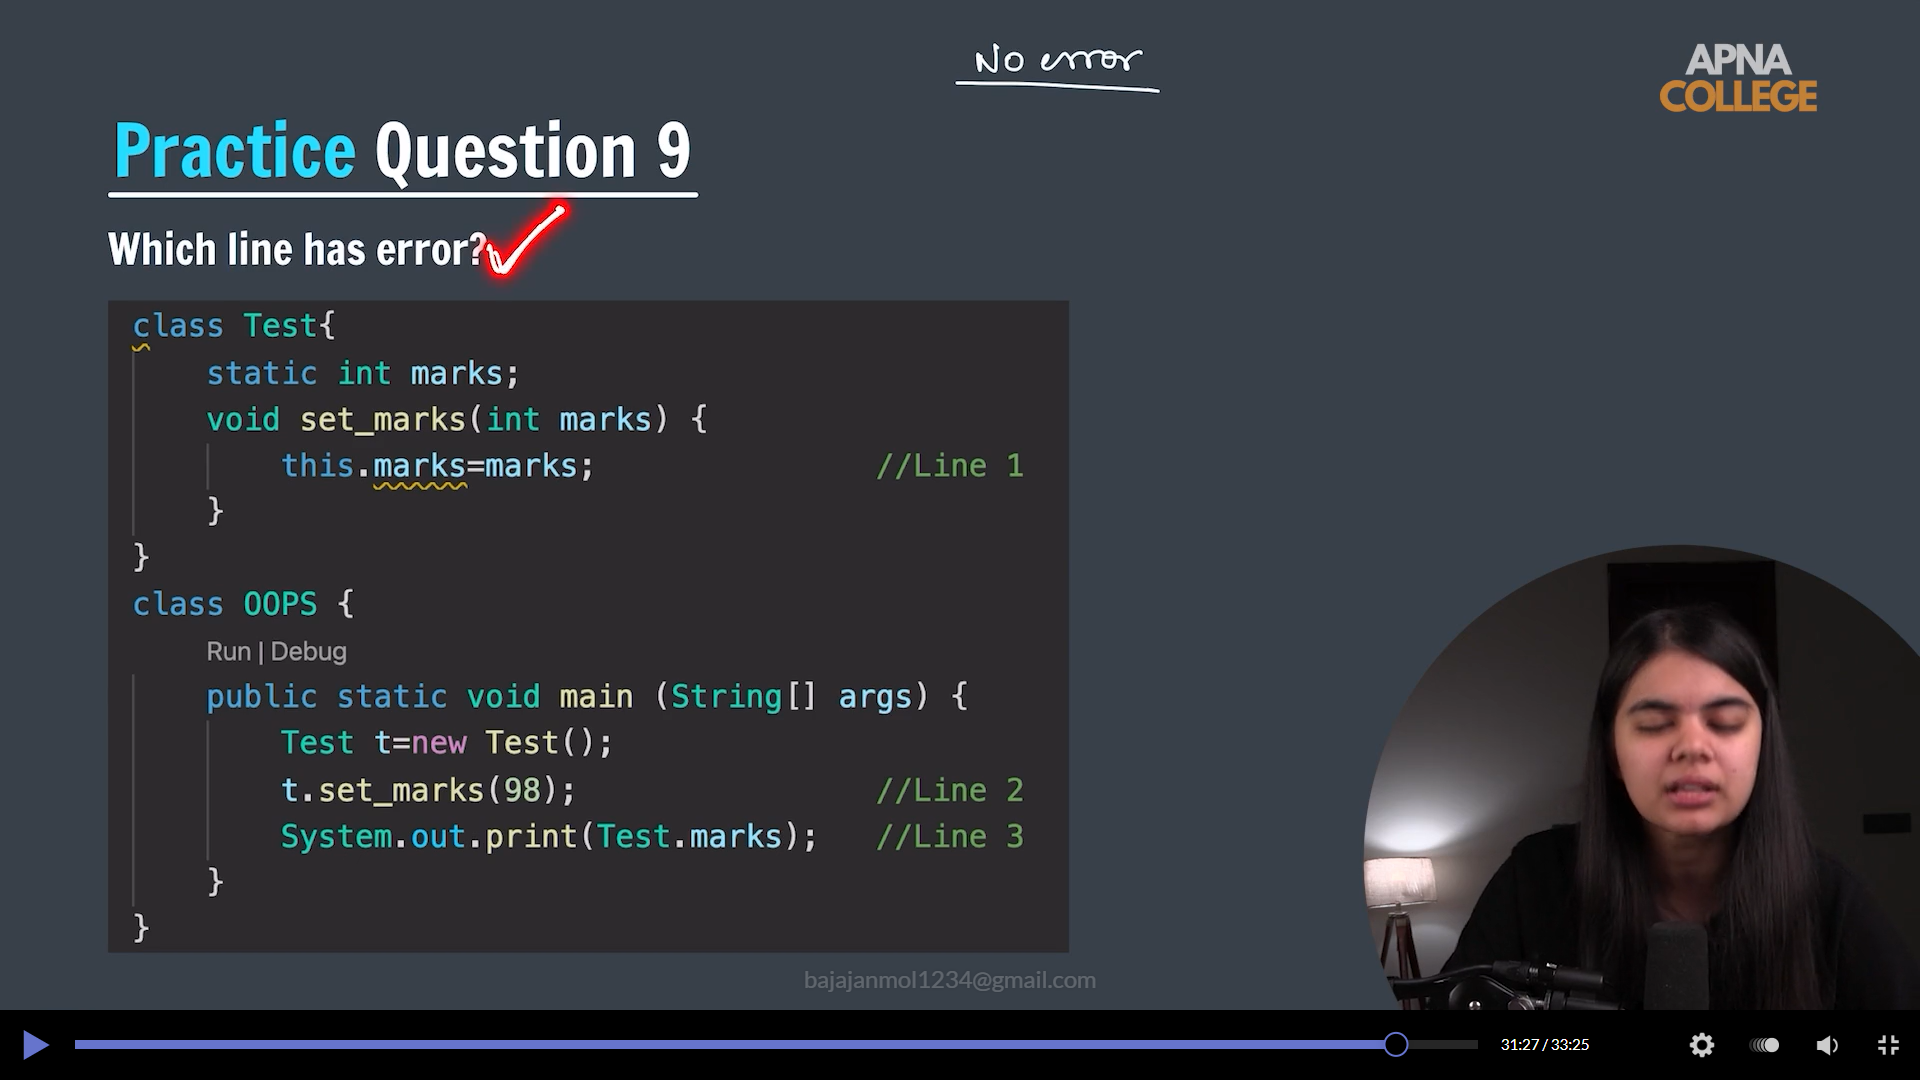 No error
APNA
COLLEGE
Practice Question 9
Which line has error?
class Test{
static int marks;
void set_marks(int marks) {
this.marks=marks; //Line 1
}
}
class OOPS {
Run | Debug
public static void main (String[] args) {
Test t=new Test();
t.set_marks(98); //Line 2
System.out.print(Test.marks); //Line 3
}
}
bajajanmol1234@gmail.com
31:27 / 33:25